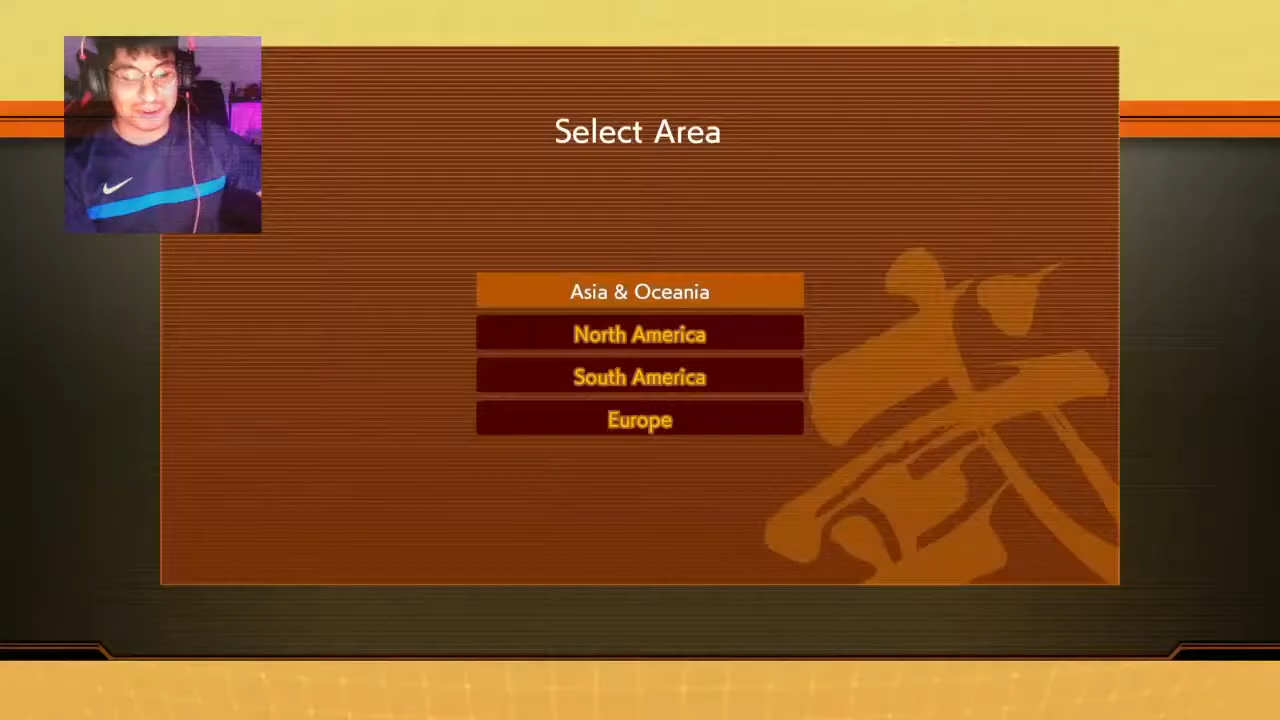 Select Area
Asia & Oceania
North America
South America
Europe